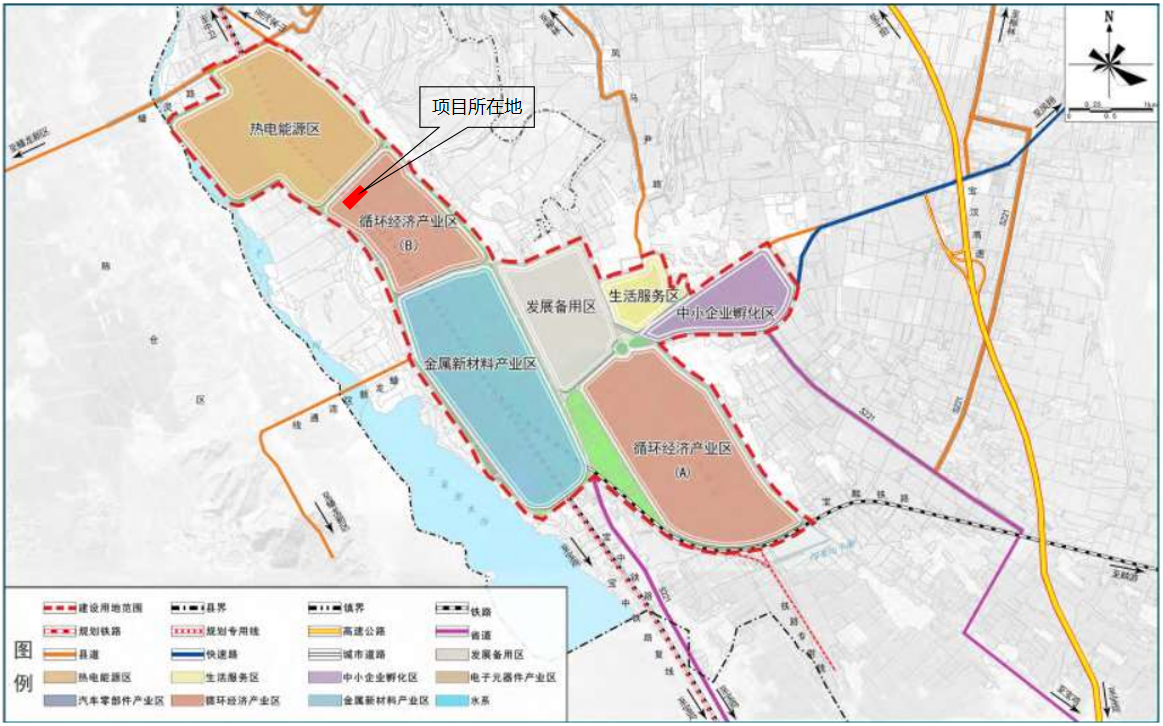 项目所在地
N
热电能源区
循环经济产业区
(B)
发展备用区
生活服务区
中小企业孵化区
金属新材料产业区
循环经济产业区
(A)
凤
马
尹
路
宝
汉
高
速
S221
S221
S221
S221
陈
仓
区
宝
麟
铁
路
图
例
建设用地范围
县界
镇界
铁路
规划铁路
规划专用线
高速公路
省道
县道
快速路
城市道路
发展备用区
热电能源区
生活服务区
中小企业孵化区
电子元器件产业区
汽车零部件产业区
循环经济产业区
金属新材料产业区
水系